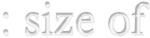 : size of